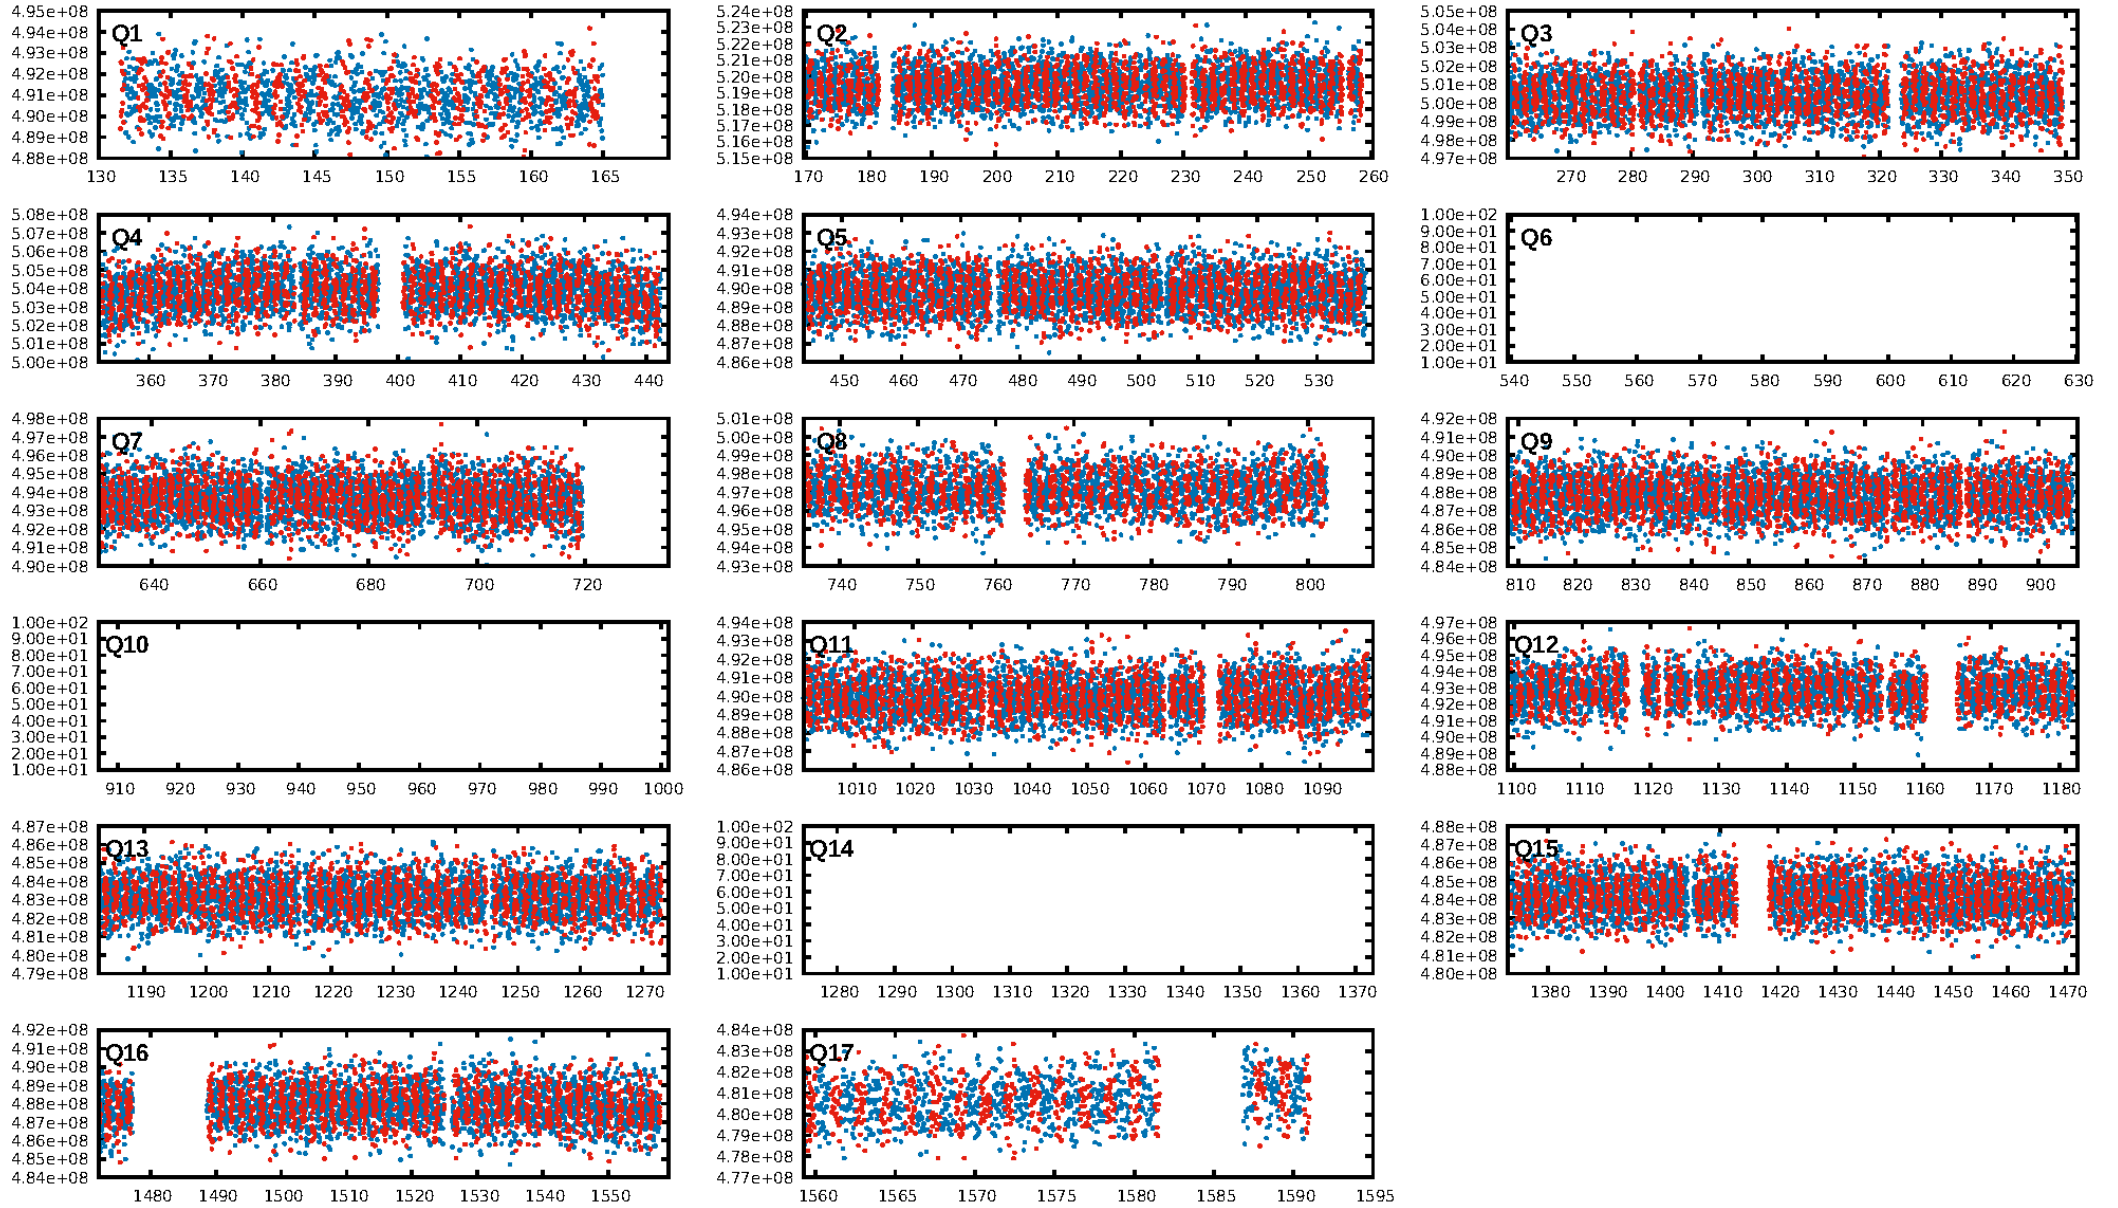 4.95e+08
4.94e+08
4.93e+08
4.92e+08
4.91e+08
4.90e+08
4.89e+08
4.88e+08
Q1
130 135 140 145 150 155 160 165
5.24e+08
5.23e+08
5.22e+08
5.21e+08
5.20e+08
5.19e+08
5.18e+08
5.17e+08
5.16e+08
5.15e+08
Q2
170 180 190 200 210 220 230 240 250 260
5.05e+08
5.04e+08
5.03e+08
5.02e+08
5.01e+08
5.00e+08
4.99e+08
4.98e+08
4.97e+08
Q3
270 280 290 300 310 320 330 340 350
5.08e+08
5.07e+08
5.06e+08
5.05e+08
5.04e+08
5.03e+08
5.02e+08
5.01e+08
5.00e+08
Q4
360 370 380 390 400 410 420 430 440
4.94e+08
4.93e+08
4.92e+08
4.91e+08
4.90e+08
4.89e+08
4.88e+08
4.87e+08
4.86e+08
Q5
450 460 470 480 490 500 510 520 530
1.00e+02
9.00e+01
8.00e+01
7.00e+01
6.00e+01
5.00e+01
4.00e+01
3.00e+01
2.00e+01
1.00e+01
Q6
540 550 560 570 580 590 600 610 620 630
4.98e+08
4.97e+08
4.96e+08
4.95e+08
4.94e+08
4.93e+08
4.92e+08
4.91e+08
4.90e+08
Q7
640 660 680 700 720
5.01e+08
5.00e+08
4.99e+08
4.98e+08
4.97e+08
4.96e+08
4.95e+08
4.94e+08
4.93e+08
Q8
740 750 760 770 780 790 800
4.92e+08
4.91e+08
4.90e+08
4.89e+08
4.88e+08
4.87e+08
4.86e+08
4.85e+08
4.84e+08
Q9
810 820 830 840 850 860 870 880 890 900
1.00e+02
9.00e+01
8.00e+01
7.00e+01
6.00e+01
5.00e+01
4.00e+01
3.00e+01
2.00e+01
1.00e+01
Q10
910 920 930 940 950 960 970 980 990 1000
4.94e+08
4.93e+08
4.92e+08
4.91e+08
4.90e+08
4.89e+08
4.88e+08
4.87e+08
4.86e+08
Q11
1010 1020 1030 1040 1050 1060 1070 1080 1090
4.97e+08
4.96e+08
4.95e+08
4.94e+08
4.93e+08
4.92e+08
4.91e+08
4.90e+08
4.89e+08
4.88e+08
Q12
1100 1110 1120 1130 1140 1150 1160 1170 1180
4.87e+08
4.86e+08
4.85e+08
4.84e+08
4.83e+08
4.82e+08
4.81e+08
4.80e+08
4.79e+08
Q13
1190 1200 1210 1220 1230 1240 1250 1260 1270
1.00e+02
9.00e+01
8.00e+01
7.00e+01
6.00e+01
5.00e+01
4.00e+01
3.00e+01
2.00e+01
1.00e+01
Q14
1280 1290 1300 1310 1320 1330 1340 1350 1360 1370
4.88e+08
4.87e+08
4.86e+08
4.85e+08
4.84e+08
4.83e+08
4.82e+08
4.81e+08
4.80e+08
Q15
1380 1390 1400 1410 1420 1430 1440 1450 1460 1470
4.92e+08
4.91e+08
4.90e+08
4.89e+08
4.88e+08
4.87e+08
4.86e+08
4.85e+08
4.84e+08
Q16
1480 1490 1500 1510 1520 1530 1540 1550
4.84e+08
4.83e+08
4.82e+08
4.81e+08
4.80e+08
4.79e+08
4.78e+08
4.77e+08
Q17
1560 1565 1570 1575 1580 1585 1590 1595